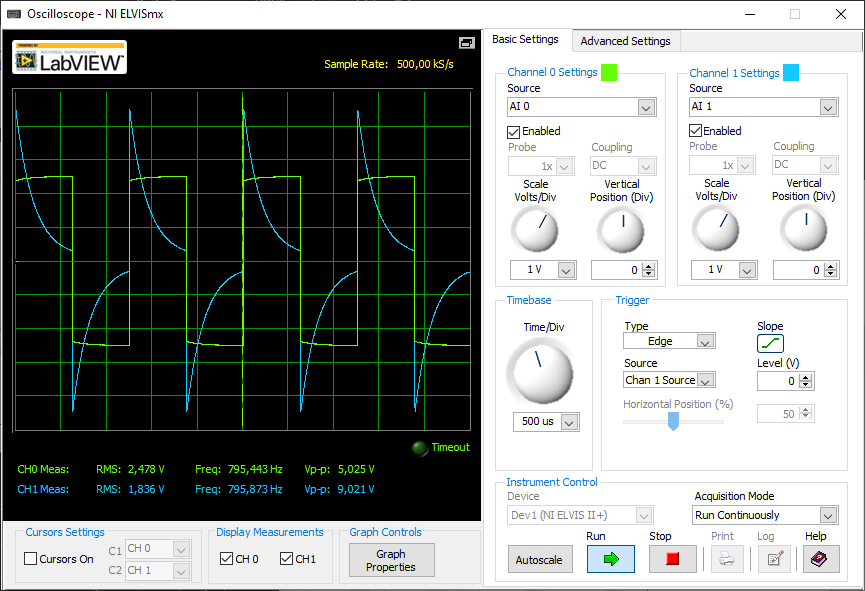 Oscilloscope - NI ELVISmx
POWERED BY
NATIONAL INSTRUMENTS
LabVIEW™
Sample Rate: 500,00 kS/s
Timeout
CH0 Meas: RMS: 2,478 V Freq: 795,443 Hz Vp-p: 5,025 V
CH1 Meas: RMS: 1,836 V Freq: 795,873 Hz Vp-p: 9,021 V
Cursors Settings
Cursors On
C1 CH 0
C2 CH 1
Display Measurements
CH 0 CH1
Graph Controls
Graph
Properties
Basic Settings Advanced Settings
Channel 0 Settings
Source
AI 0
Enabled
Probe Coupling
1x DC
Scale Vertical
Volts/Div Position (Div)
1 V 0
Channel 1 Settings
Source
AI 1
Enabled
Probe Coupling
1x DC
Scale Vertical
Volts/Div Position (Div)
1 V 0
Timebase
Time/Div
500 us
Trigger
Type Slope
Edge
Source Level (V)
Chan 1 Source 0
Horizontal Position (%)
50
Instrument Control
Device Acquisition Mode
Dev1 (NI ELVIS II+) Run Continuously
Run Stop Print Log Help
Autoscale